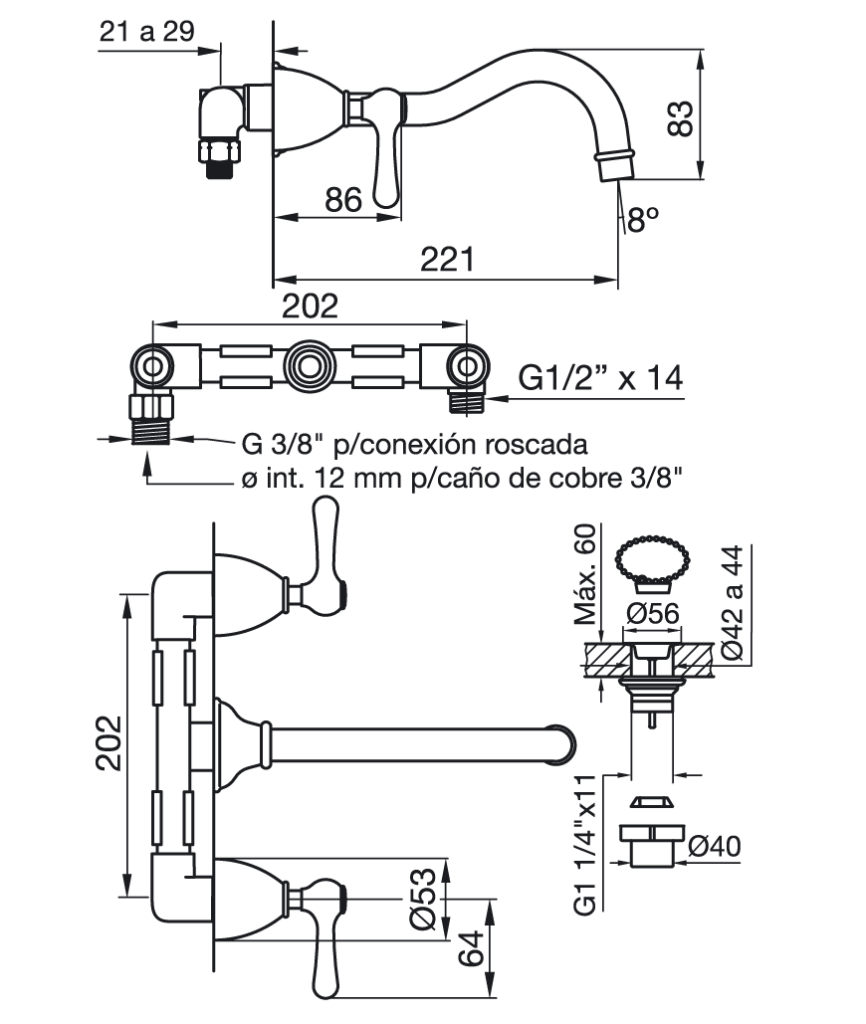 21 a 29
83
86
8º
221
202
G1/2” x 14
G 3/8" p/conexión roscada
ø int. 12 mm p/caño de cobre 3/8"
Máx. 60
Ø56
Ø42 a 44
202
G1 1/4"x11
Ø40
Ø53
64